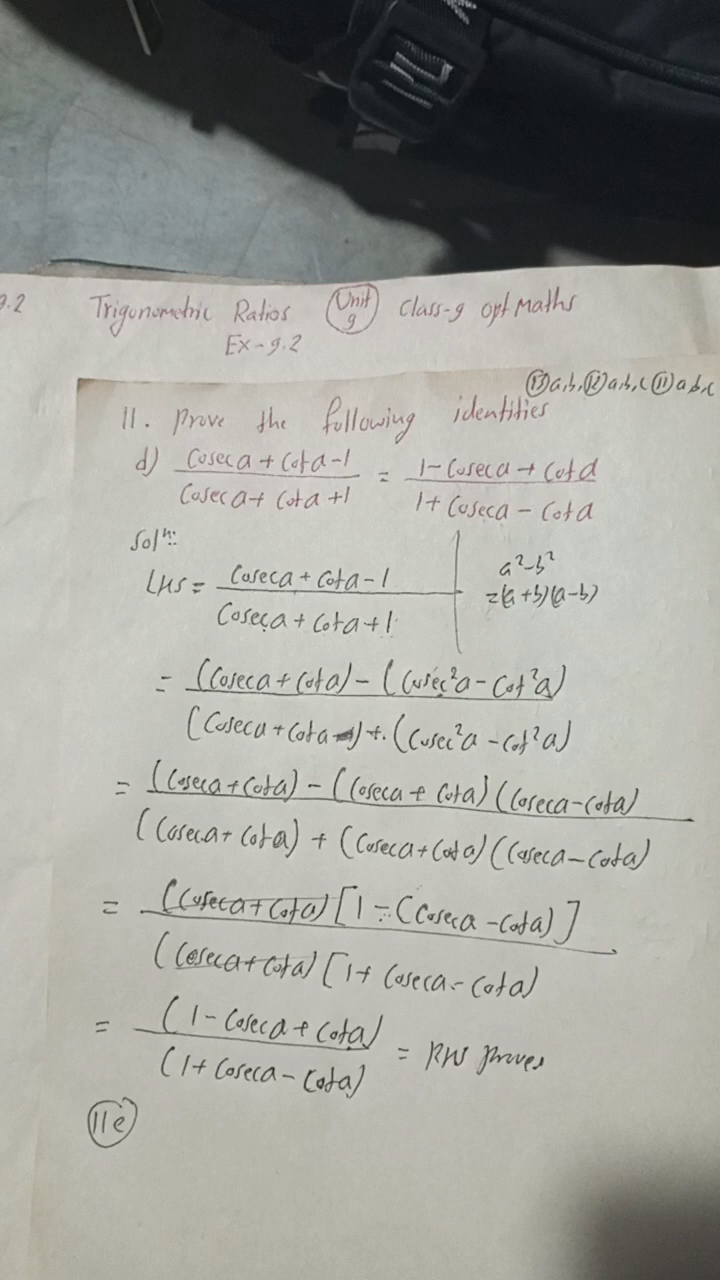 9.2 Trigonometric Ratios Unit 9 Class-9 opt Maths
Ex-9.2
(13)a,b,(12)a,b,c(11)a,b,c
11. Prove the following identities
d) Coseca + Cota-1 / Coseca + Cota +1 = 1-Coseca + Cota / 1 + Coseca - Cota
Solⁿ:
LHS = Coseca + Cota - 1 / Coseca + Cota + 1
a²-b²
=(a+b)(a-b)
= (Coseca + Cota) - (Cosec²a - Cot²a) / (Coseca + Cota) + (Cosec²a - Cot²a)
= (Coseca + Cota) - (Coseca + Cota) (Coseca - Cota) / (Coseca + Cota) + (Coseca + Cota) (Coseca - Cota)
= (Coseca + Cota) [1 - (Coseca - Cota)] / (Coseca + Cota) [1 + Coseca - Cota)
= (1 - Coseca + Cota) / (1 + Coseca - Cota) = RHS
(11e)